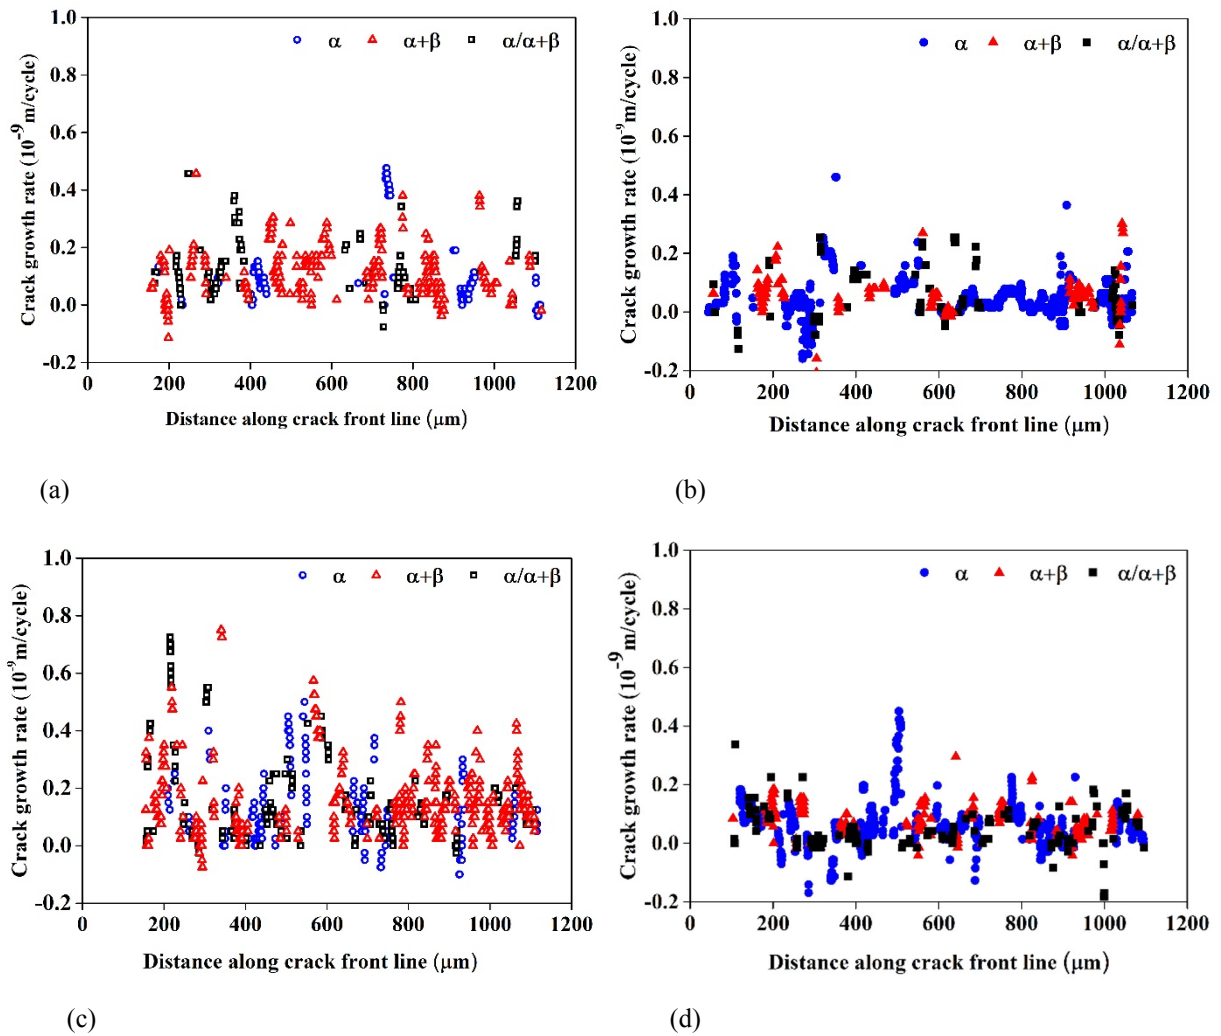 1.0
α α+β α/α+β
0.8
0.6
0.4
0.2
0.0
-0.2
0 200 400 600 800 1000 1200
Crack growth rate (10⁻⁹ m/cycle)
Distance along crack front line (μm)
(a)
1.0
α α+β α/α+β
0.8
0.6
0.4
0.2
0.0
-0.2
0 200 400 600 800 1000 1200
Crack growth rate (10⁻⁹ m/cycle)
Distance along crack front line (μm)
(b)
1.0
α α+β α/α+β
0.8
0.6
0.4
0.2
0.0
-0.2
0 200 400 600 800 1000 1200
Crack growth rate (10⁻⁹ m/cycle)
Distance along crack front line (μm)
(c)
1.0
α α+β α/α+β
0.8
0.6
0.4
0.2
0.0
-0.2
0 200 400 600 800 1000 1200
Crack growth rate (10⁻⁹ m/cycle)
Distance along crack front line (μm)
(d)